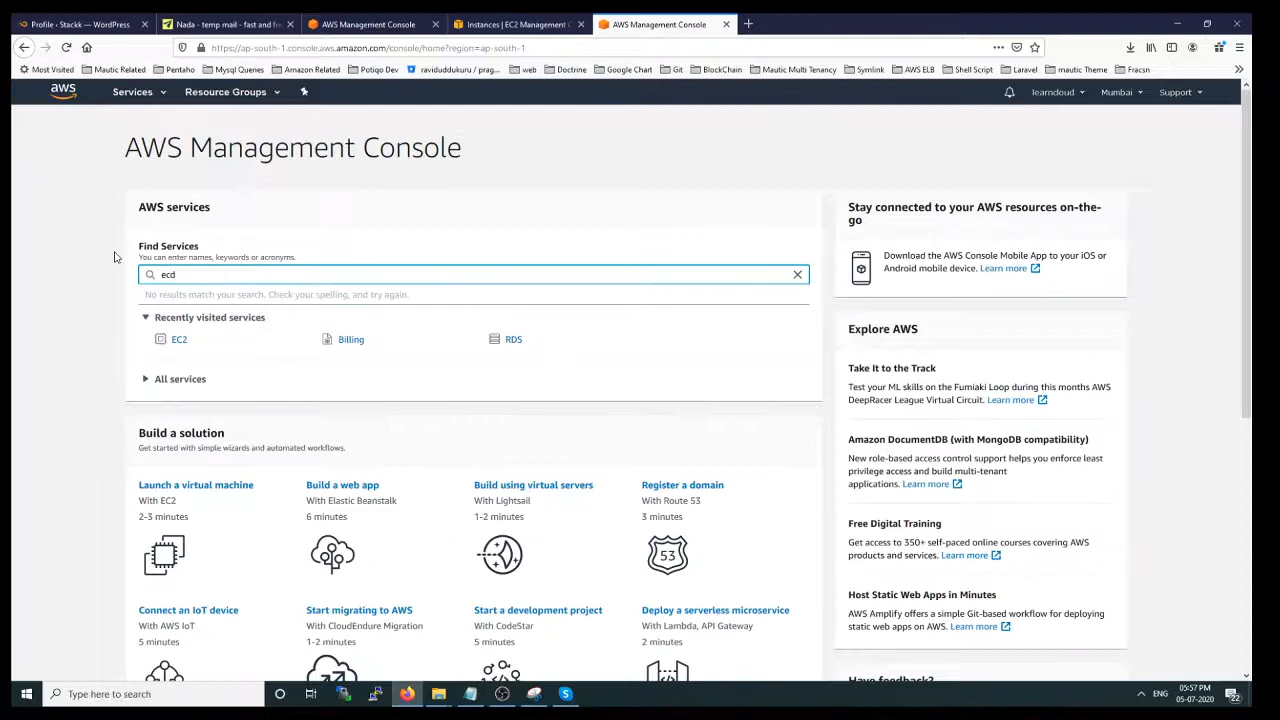 Profile ‹ Stackk — WordPress
Nada - temp mail - fast and fre
AWS Management Console
Instances | EC2 Management C
AWS Management Console
https://ap-south-1.console.aws.amazon.com/console/home?region=ap-south-1
Most Visited
Mautic Related
Pentaho
Mysql Queries
Amazon Related
Potiqo Dev
raviduddukuru / prag...
web
Doctrine
Google Chart
Git
BlockChain
Mautic Multi Tenancy
Symlink
AWS ELB
Shell Script
Laravel
mautic Theme
Fracsn
aws
Services
Resource Groups
learncloud
Mumbai
Support
AWS Management Console
AWS services
Find Services
You can enter names, keywords or acronyms.
ecd
No results match your search. Check your spelling, and try again.
Recently visited services
EC2
Billing
RDS
All services
Build a solution
Get started with simple wizards and automated workflows.
Launch a virtual machine
With EC2
2-3 minutes
Build a web app
With Elastic Beanstalk
6 minutes
Build using virtual servers
With Lightsail
1-2 minutes
Register a domain
With Route 53
3 minutes
53
Connect an IoT device
With AWS IoT
5 minutes
Start migrating to AWS
With CloudEndure Migration
1-2 minutes
Start a development project
With CodeStar
5 minutes
Deploy a serverless microservice
With Lambda, API Gateway
2 minutes
Stay connected to your AWS resources on-the-
go
Download the AWS Console Mobile App to your iOS or
Android mobile device. Learn more
Explore AWS
Take It to the Track
Test your ML skills on the Fumiaki Loop during this months AWS
DeepRacer League Virtual Circuit. Learn more
Amazon DocumentDB (with MongoDB compatibility)
New role-based access control support helps you enforce least
privilege access and build multi-tenant
applications. Learn more
Free Digital Training
Get access to 350+ self-paced online courses covering AWS
products and services. Learn more
Host Static Web Apps in Minutes
AWS Amplify offers a simple Git-based workflow for deploying
static web apps on AWS. Learn more
Have feedback?
Type here to search
ENG
05:57 PM
05-07-2020
22